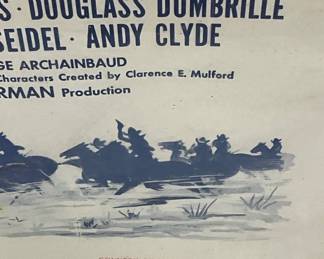 S · DOUGLASS DUMBRILLE
SEIDEL · ANDY CLYDE
GE ARCHAINBAUD
Characters Created by Clarence E. Mulford
RMAN Production